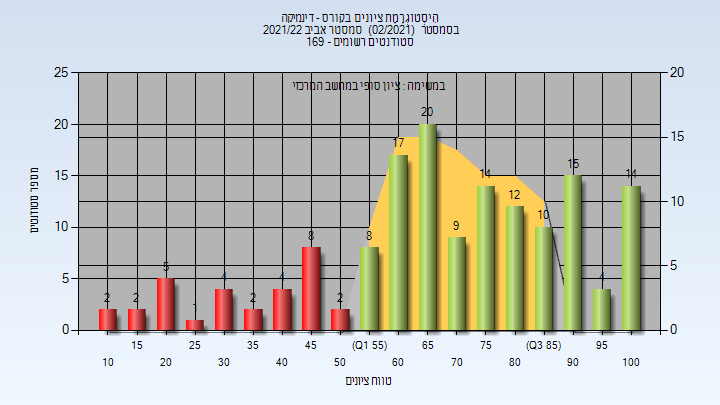 היסטוגרמת ציונים בקורס - דינמיקה
בסמסטר (02/2021) סמסטר אביב 2021/22
סטודנטים רשומים - 169
במשימה : ציון סופי במחשב המרכזי
מספר סטודנטים
25
20
15
10
5
0
20
15
10
5
0
2 2 5 1 4 2 4 8 2 8 17 20 9 14 12 10 15 4 14
15 25 35 45 (Q1 55) 65 75 (Q3 85) 95
10 20 30 40 50 60 70 80 90 100
טווח ציונים